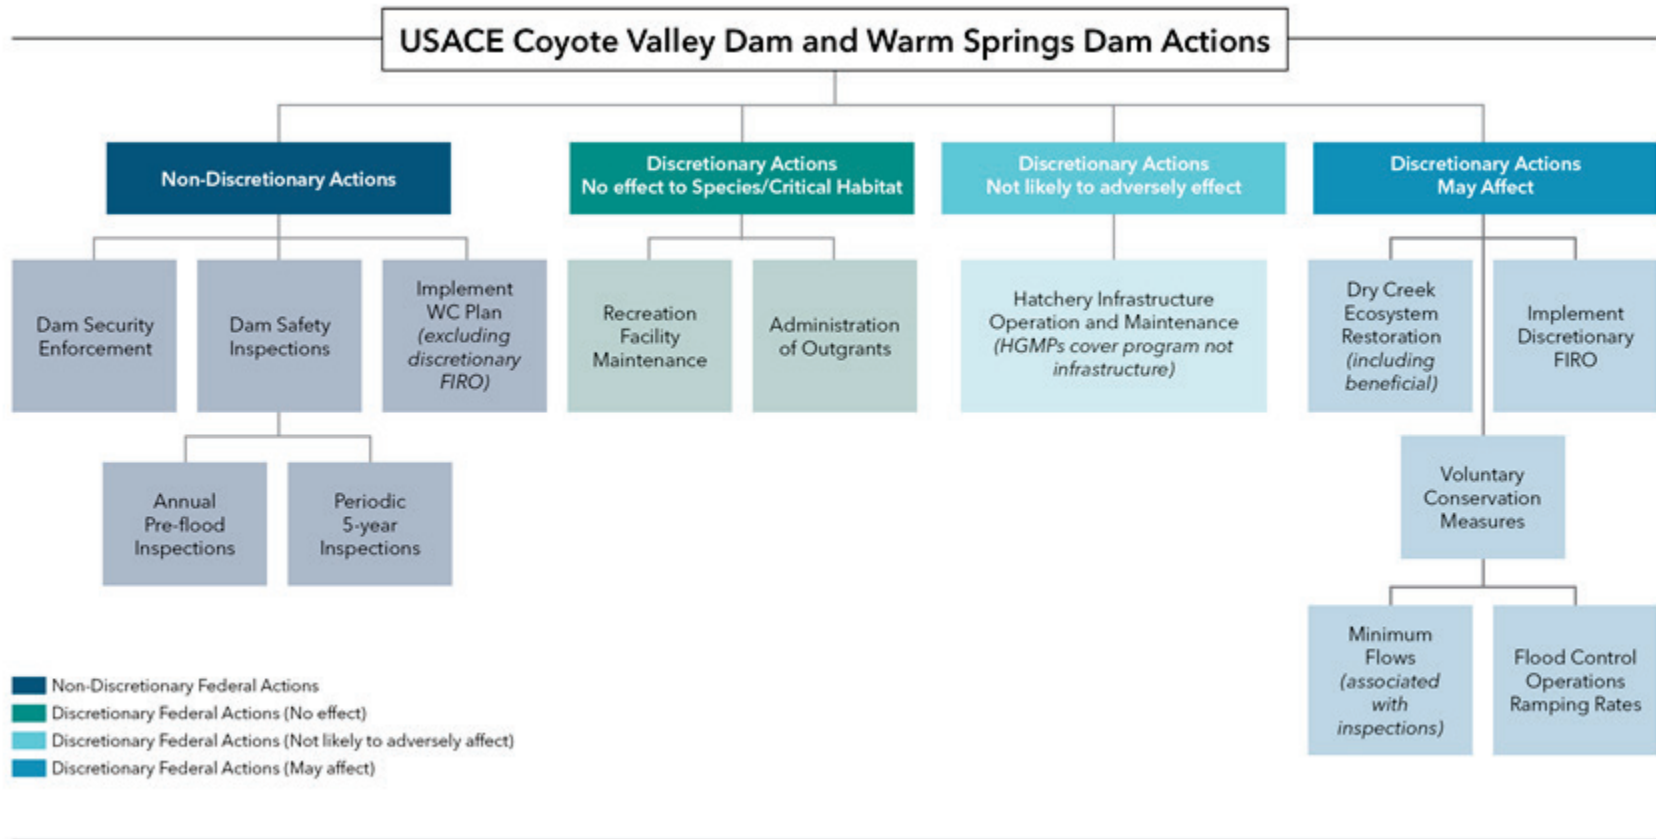 USACE Coyote Valley Dam and Warm Springs Dam Actions
Non-Discretionary Actions
Discretionary Actions
No effect to Species/Critical Habitat
Discretionary Actions
Not likely to adversely effect
Discretionary Actions
May Affect
Dam Security
Enforcement
Dam Safety
Inspections
Implement
WC Plan
(excluding
discretionary
FIRO)
Recreation
Facility
Maintenance
Administration
of Outgrants
Hatchery Infrastructure
Operation and Maintenance
(HGMPs cover program not
infrastructure)
Dry Creek
Ecosystem
Restoration
(including
beneficial)
Implement
Discretionary
FIRO
Annual
Pre-flood
Inspections
Periodic
5-year
Inspections
Voluntary
Conservation
Measures
Minimum
Flows
(associated
with
inspections)
Flood Control
Operations
Ramping Rates
Non-Discretionary Federal Actions
Discretionary Federal Actions (No effect)
Discretionary Federal Actions (Not likely to adversely affect)
Discretionary Federal Actions (May affect)